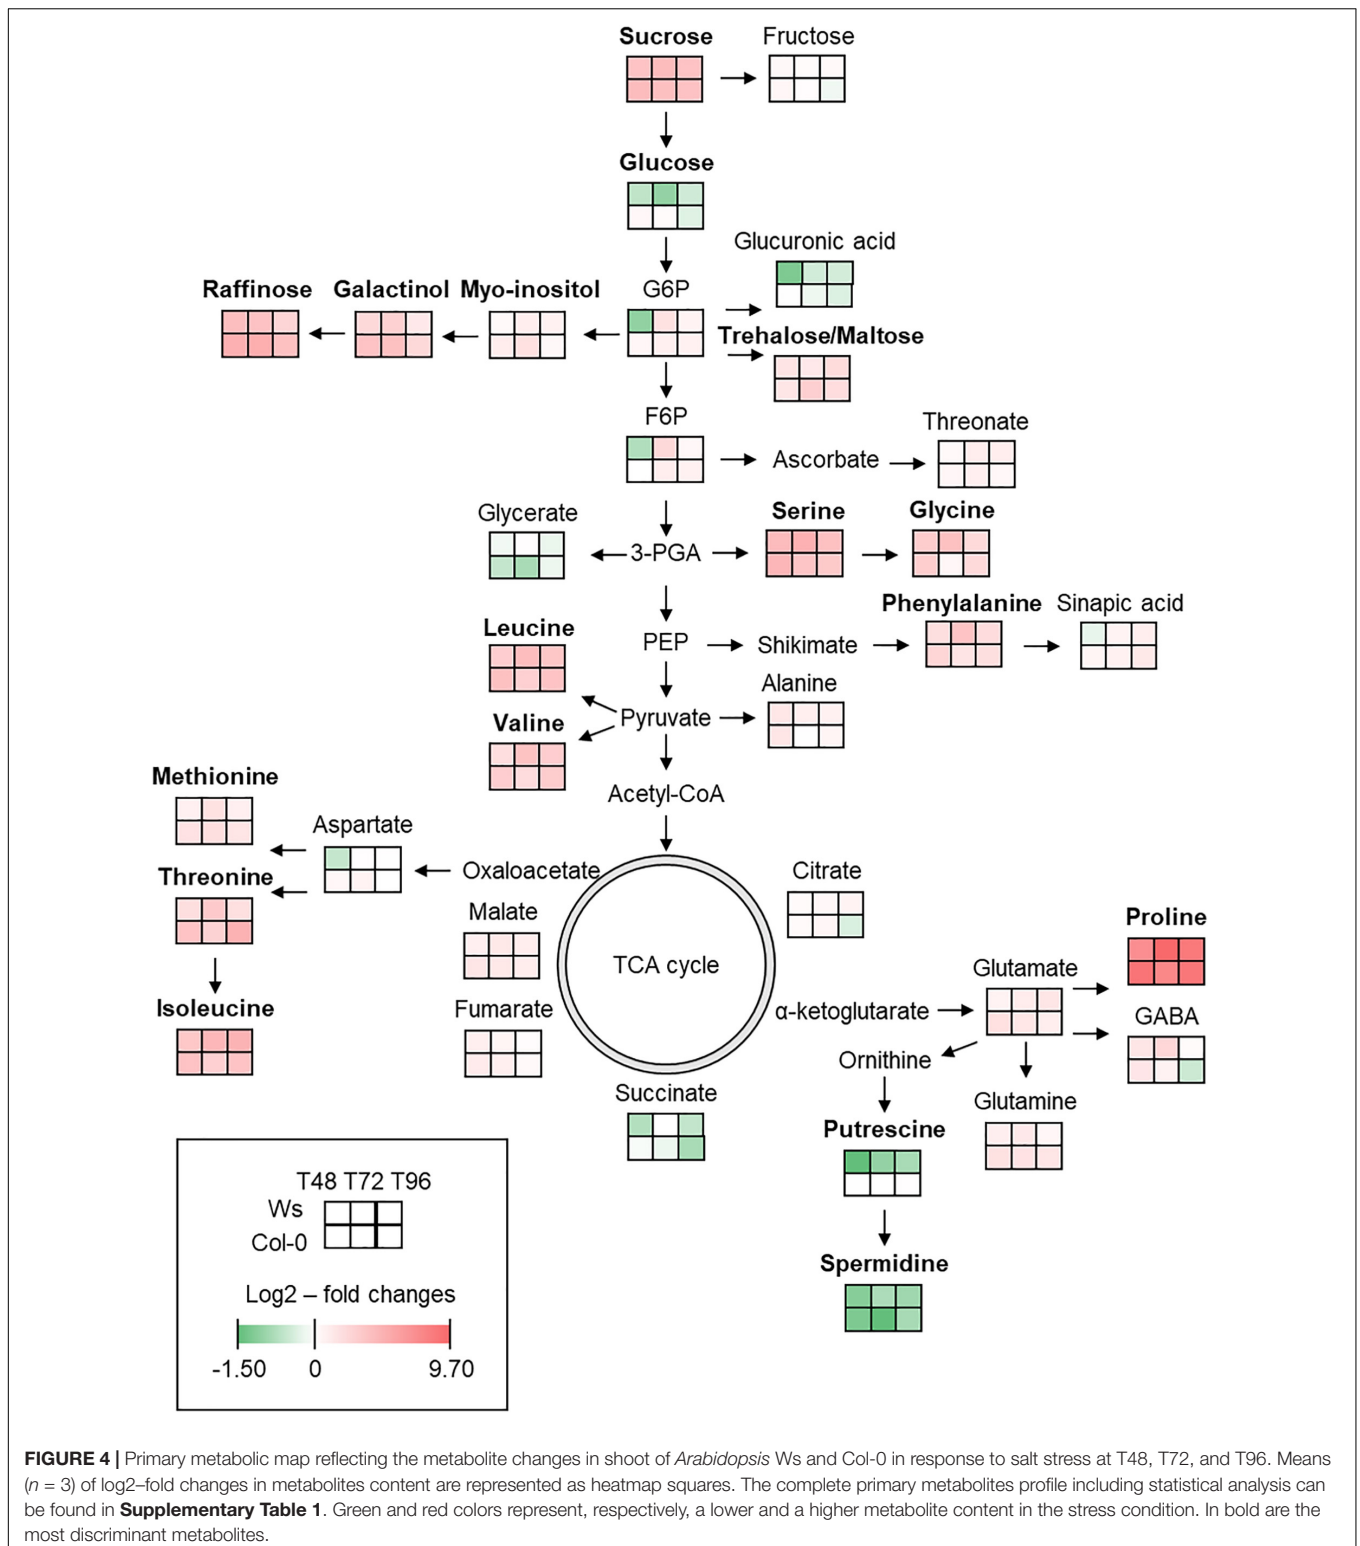 Sucrose
Fructose
Glucose
Glucuronic acid
Raffinose
Galactinol
Myo-inositol
G6P
Trehalose/Maltose
F6P
Ascorbate
Threonate
Glycerate
3-PGA
Serine
Glycine
Phenylalanine
Sinapic acid
Leucine
PEP
Shikimate
Alanine
Valine
Pyruvate
Methionine
Acetyl-CoA
Aspartate
Threonine
Oxaloacetate
Citrate
Malate
Proline
TCA cycle
Glutamate
Isoleucine
Fumarate
α-ketoglutarate
GABA
Ornithine
Succinate
Glutamine
Putrescine
Spermidine
T48 T72 T96
Ws
Col-0
Log2 – fold changes
-1.50 0 9.70
FIGURE 4 | Primary metabolic map reflecting the metabolite changes in shoot of Arabidopsis Ws and Col-0 in response to salt stress at T48, T72, and T96. Means
(n = 3) of log2–fold changes in metabolites content are represented as heatmap squares. The complete primary metabolites profile including statistical analysis can
be found in Supplementary Table 1. Green and red colors represent, respectively, a lower and a higher metabolite content in the stress condition. In bold are the
most discriminant metabolites.